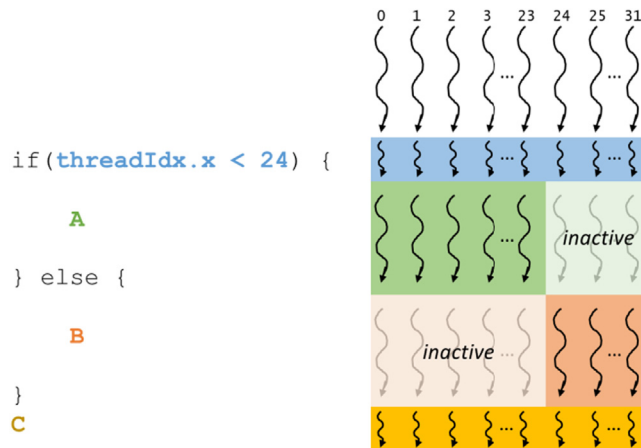 0 1 2 3 23 24 25 31
... ...
if(threadIdx.x < 24) {
... ...
A
... inactive
} else {
B
inactive ... ...
}
C
... ...